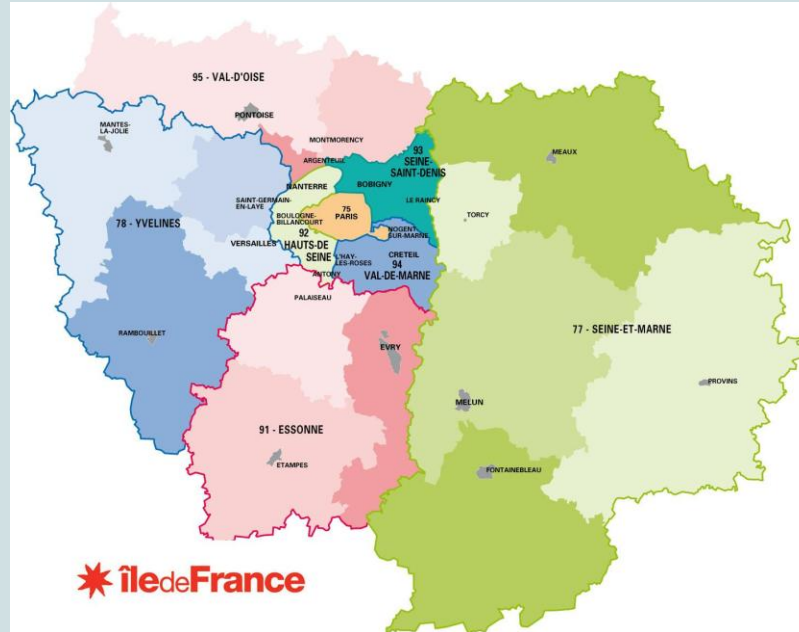 95 - VAL-D'OISE
PONTOISE
MANTES-
LA-JOLIE
MONTMORENCY
ARGENTEUIL
93
SEINE-
SAINT-DENIS
MEAUX
NANTERRE
BOBIGNY
SAINT-GERMAIN-
EN-LAYE
LE RAINCY
BOULOGNE-
BILLANCOURT
75
PARIS
TORCY
78 - YVELINES
92
HAUTS-DE
SEINE
NOGENT
SUR-MARNE
VERSAILLES
L'HAY-
LES-ROSES
CRETEIL
94
VAL-DE-MARNE
ANTONY
PALAISEAU
RAMBOUILLET
EVRY
77 - SEINE-ET-MARNE
PROVINS
MELUN
91 - ESSONNE
ETAMPES
FONTAINEBLEAU
îledeFrance